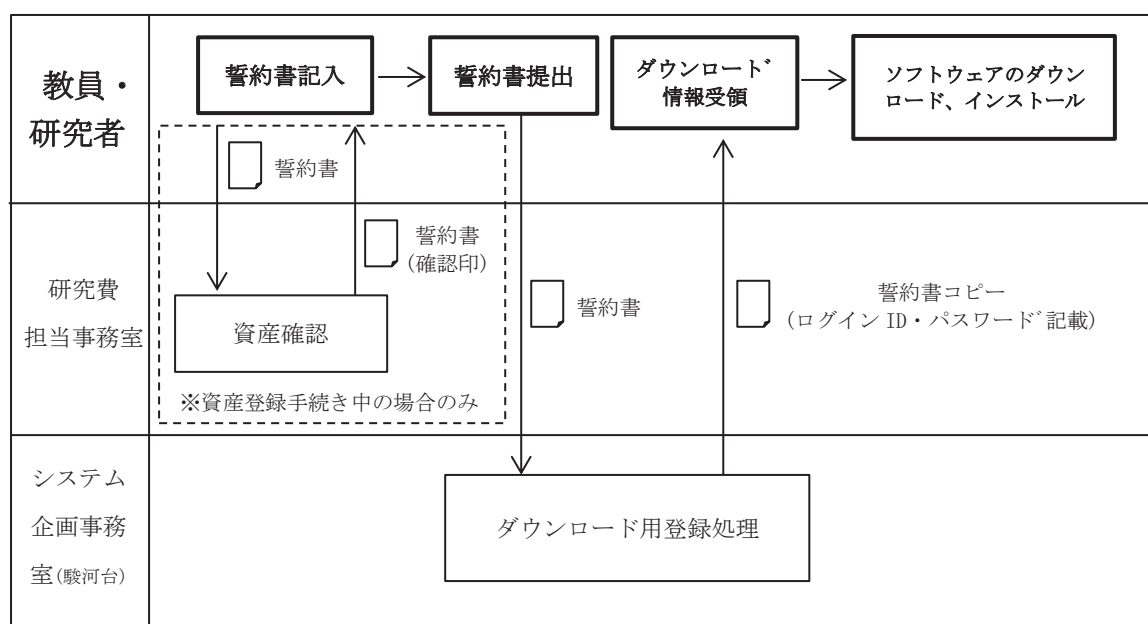 教員・
研究者
誓約書記入
誓約書提出
ダウンロード
情報受領
ソフトウェアのダウン
ロード、インストール
誓約書
誓約書
(確認印)
研究費
担当事務室
資産確認
※資産登録手続き中の場合のみ
誓約書
誓約書コピー
(ログイン ID・パスワード記載)
システム
企画事務
室(駿河台)
ダウンロード用登録処理